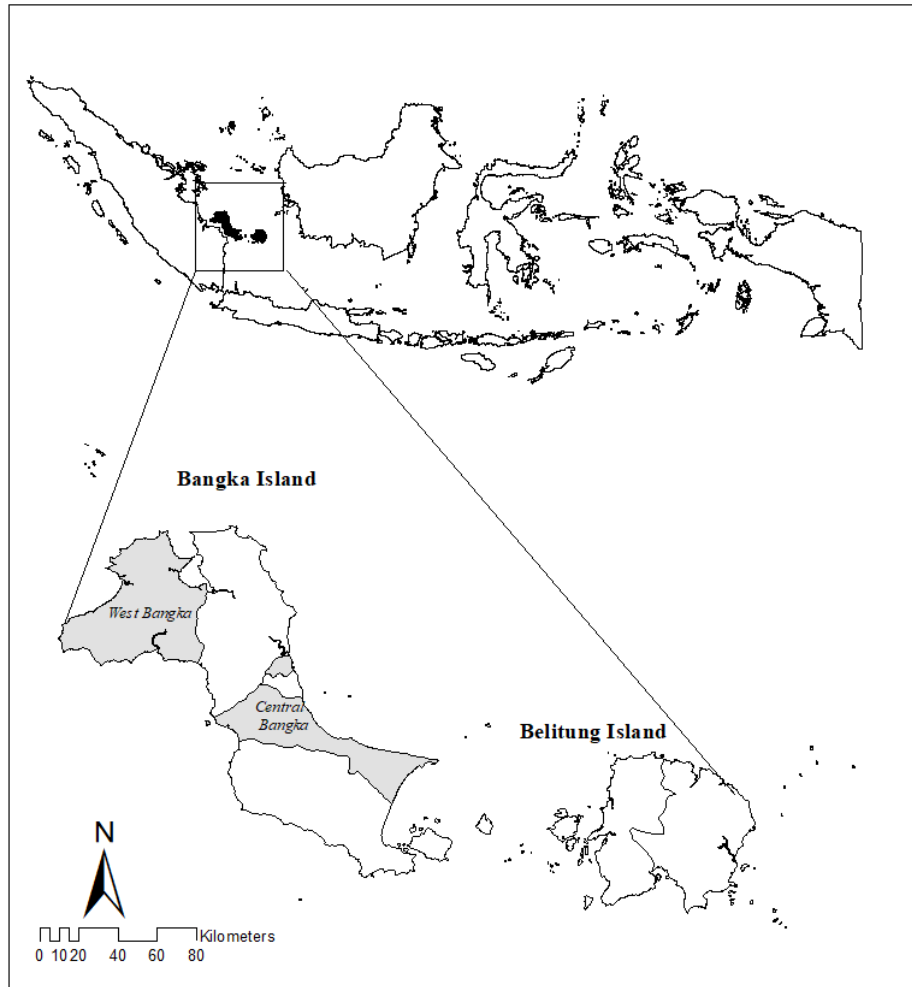 Bangka Island
West Bangka
Central
Bangka
Belitung Island
N
Kilometers
0 10 20 40 60 80